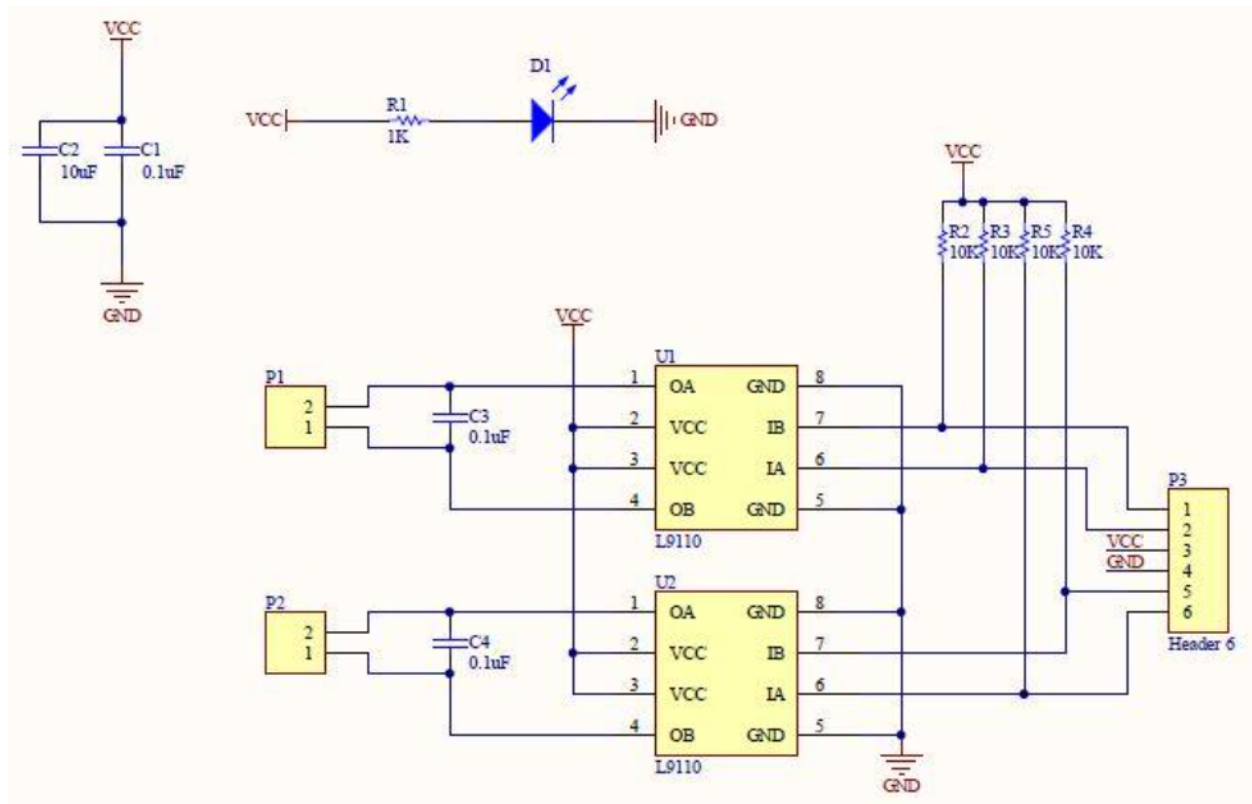 VCC
C2
10uF
C1
0.1uF
GND
VCC
R1
1K
D1
GND
VCC
R2
10K
R3
10K
R5
10K
R4
10K
VCC
P1
2
1
C3
0.1uF
U1
1 OA GND 8
2 VCC IB 7
3 VCC IA 6
4 OB GND 5
L9110
P3
1
2
VCC 3
GND 4
5
6
Header 6
P2
2
1
C4
0.1uF
U2
1 OA GND 8
2 VCC IB 7
3 VCC IA 6
4 OB GND 5
L9110
GND